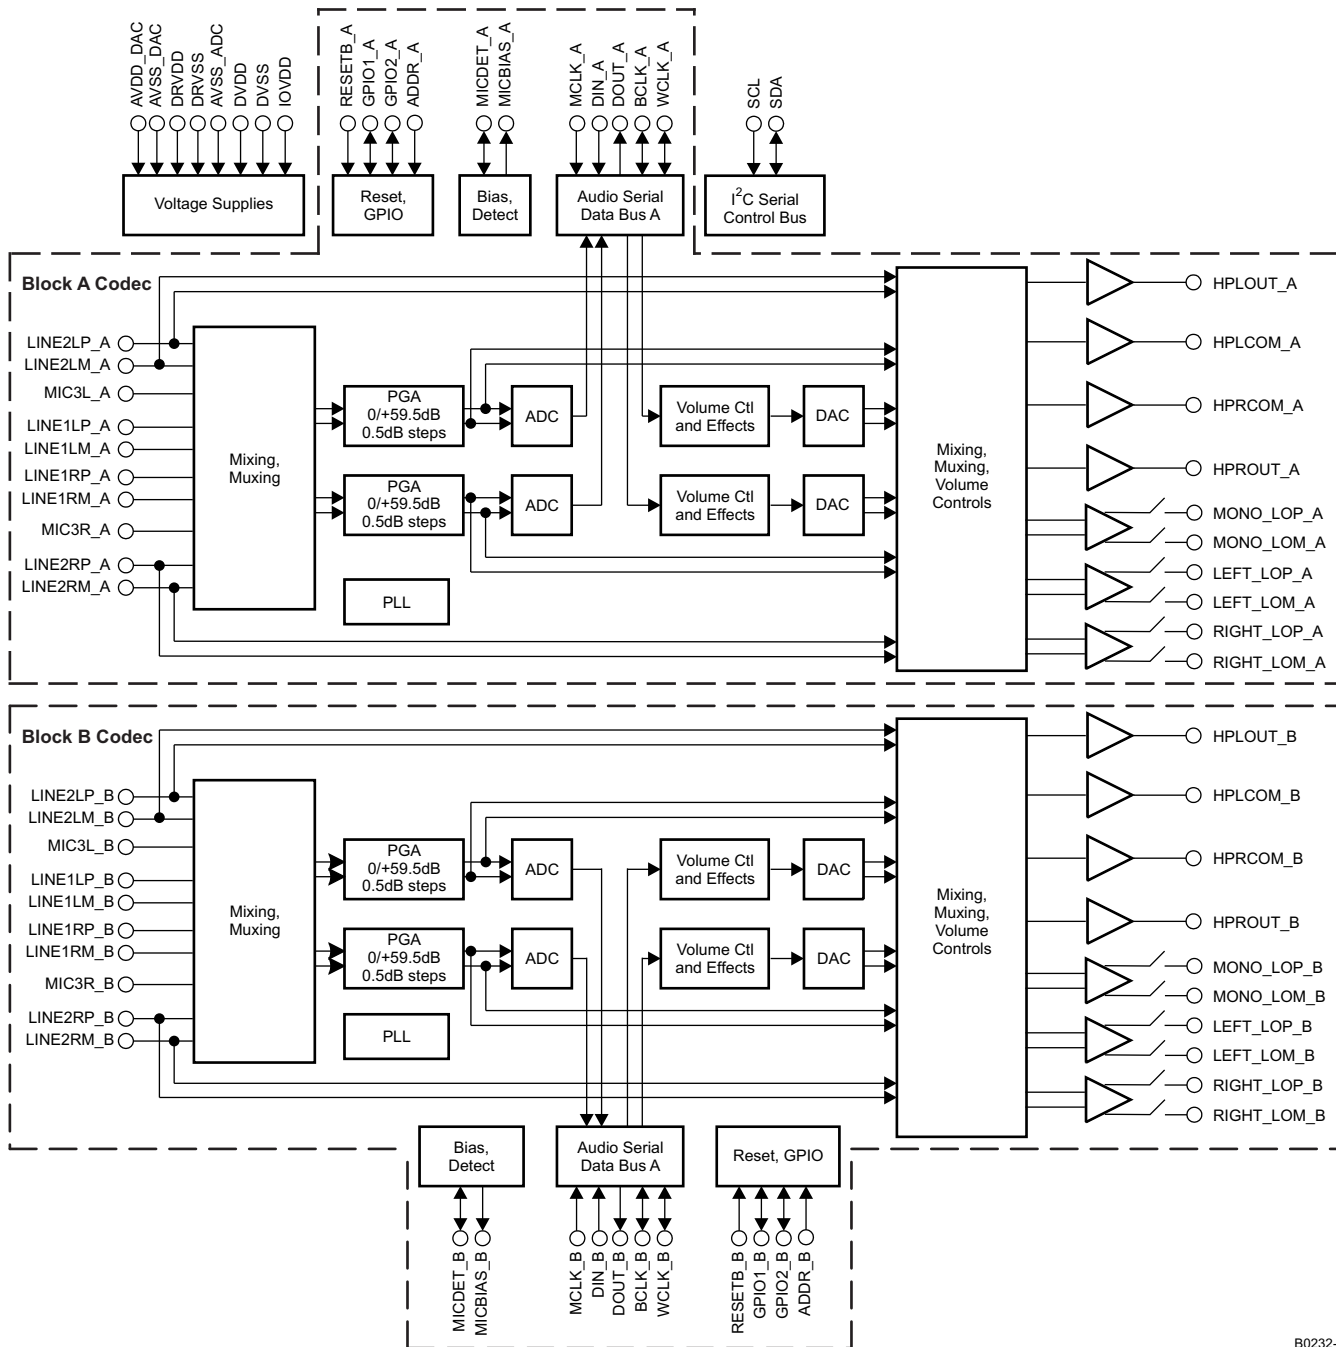 AVDD_DAC
AVSS_DAC
DRVDD
DRVSS
AVSS_ADC
DVDD
DVSS
IOVDD
RESETB_A
GPIO1_A
GPIO2_A
ADDR_A
MICDET_A
MICBIAS_A
MCLK_A
DIN_A
DOUT_A
BCLK_A
WCLK_A
SCL
SDA
Voltage Supplies
Reset,
GPIO
Bias,
Detect
Audio Serial
Data Bus A
I²C Serial
Control Bus
Block A Codec
LINE2LP_A
LINE2LM_A
MIC3L_A
LINE1LP_A
LINE1LM_A
LINE1RP_A
LINE1RM_A
MIC3R_A
LINE2RP_A
LINE2RM_A
Mixing,
Muxing
PGA
0/+59.5dB
0.5dB steps
ADC
Volume Ctl
and Effects
DAC
PGA
0/+59.5dB
0.5dB steps
ADC
Volume Ctl
and Effects
DAC
PLL
Mixing,
Muxing,
Volume
Controls
HPLOUT_A
HPLCOM_A
HPRCOM_A
HPROUT_A
MONO_LOP_A
MONO_LOM_A
LEFT_LOP_A
LEFT_LOM_A
RIGHT_LOP_A
RIGHT_LOM_A
Block B Codec
LINE2LP_B
LINE2LM_B
MIC3L_B
LINE1LP_B
LINE1LM_B
LINE1RP_B
LINE1RM_B
MIC3R_B
LINE2RP_B
LINE2RM_B
Mixing,
Muxing
PGA
0/+59.5dB
0.5dB steps
ADC
Volume Ctl
and Effects
DAC
PGA
0/+59.5dB
0.5dB steps
ADC
Volume Ctl
and Effects
DAC
PLL
Mixing,
Muxing,
Volume
Controls
HPLOUT_B
HPLCOM_B
HPRCOM_B
HPROUT_B
MONO_LOP_B
MONO_LOM_B
LEFT_LOP_B
LEFT_LOM_B
RIGHT_LOP_B
RIGHT_LOM_B
Bias,
Detect
Audio Serial
Data Bus A
Reset, GPIO
MICDET_B
MICBIAS_B
MCLK_B
DIN_B
DOUT_B
BCLK_B
WCLK_B
RESETB_B
GPIO1_B
GPIO2_B
ADDR_B
B0232-